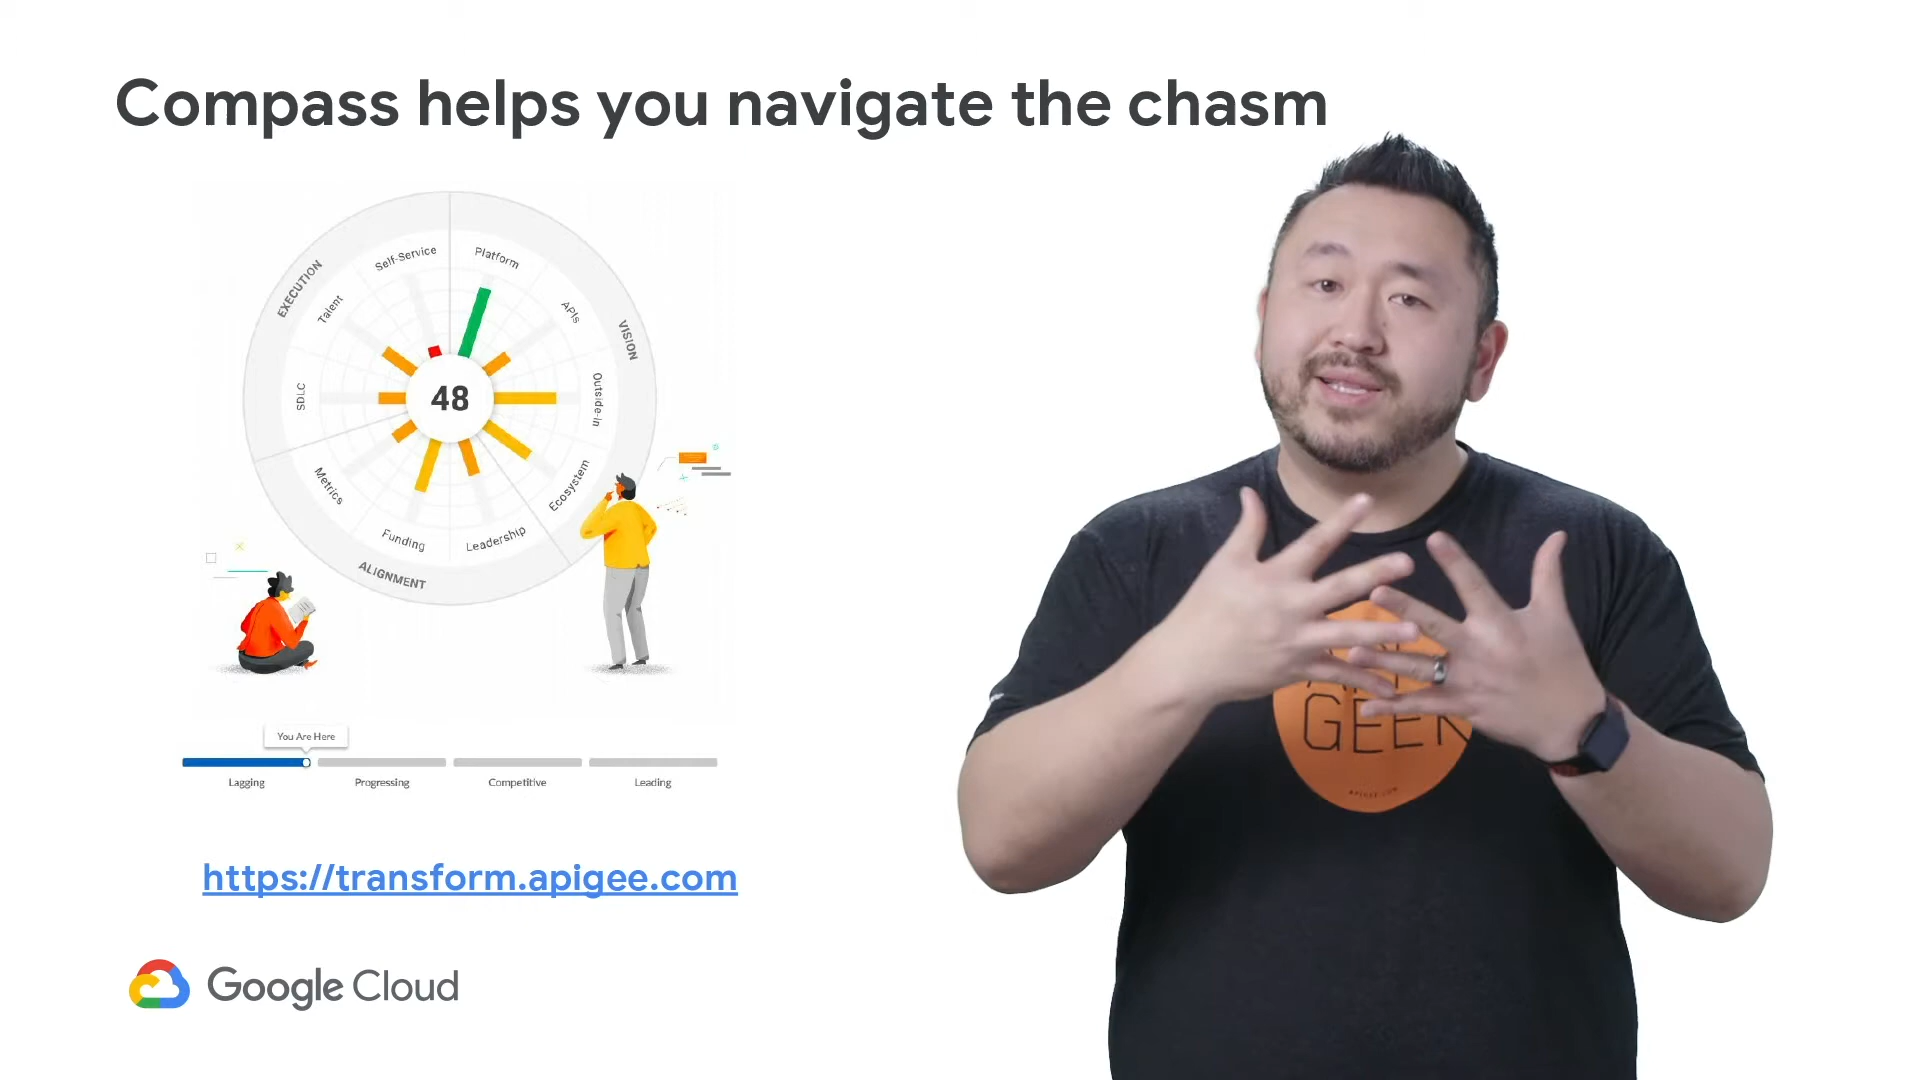 Compass helps you navigate the chasm
EXECUTION
VISION
ALIGNMENT
Self-Service
Platform
Talent
APIs
SDLC
Outside-in
Metrics
Ecosystem
Funding
Leadership
48
You Are Here
Lagging
Progressing
Competitive
Leading
https://transform.apigee.com
Google Cloud
GEEK